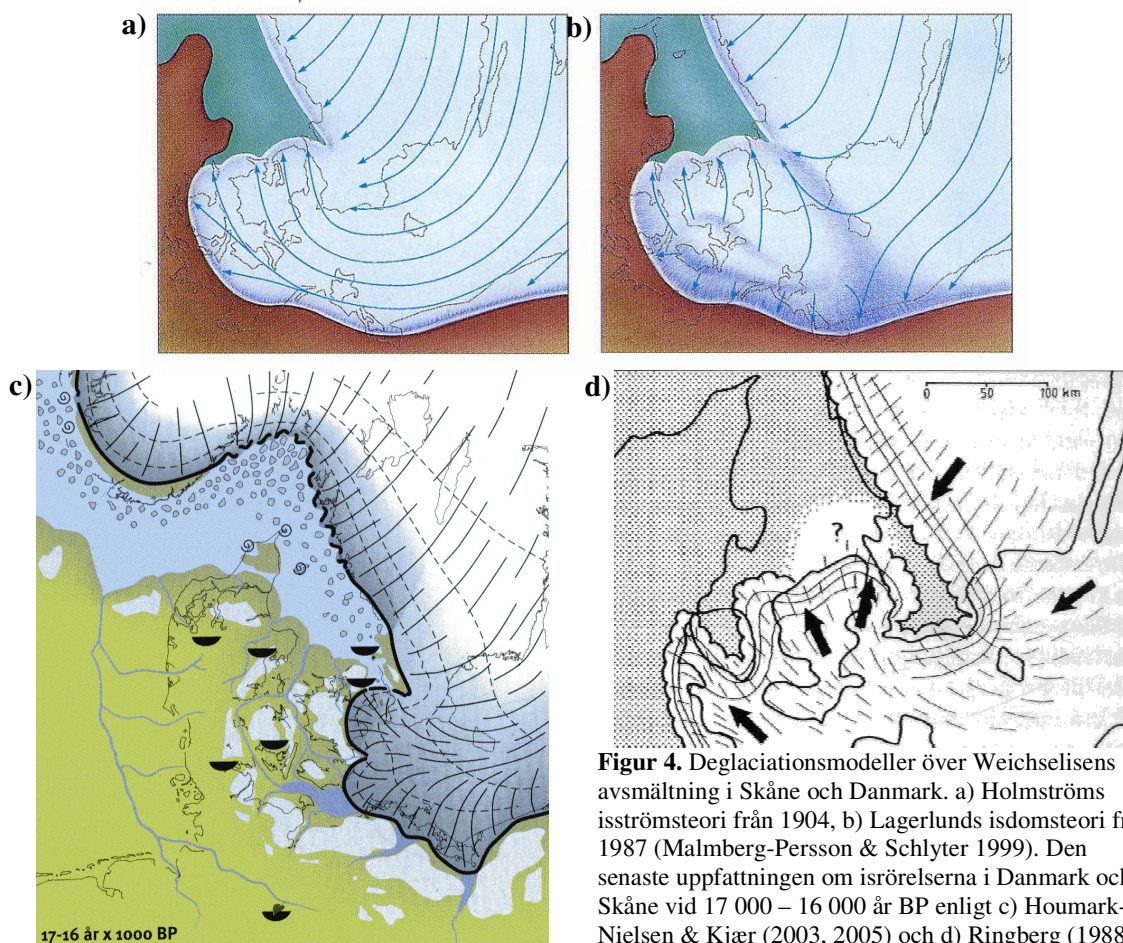 a)
b)
c)
17-16 år x 1000 BP
d)
0 50 100 km
?
Figur 4. Deglaciationsmodeller över Weichselisens
avsmältning i Skåne och Danmark. a) Holmströms
isströmsteori från 1904, b) Lagerlunds isdomsteori fr
1987 (Malmberg-Persson & Schlyter 1999). Den
senaste uppfattningen om isrörelserna i Danmark och
Skåne vid 17 000 – 16 000 år BP enligt c) Houmark-
Nielsen & Kjær (2003, 2005) och d) Ringberg (1988